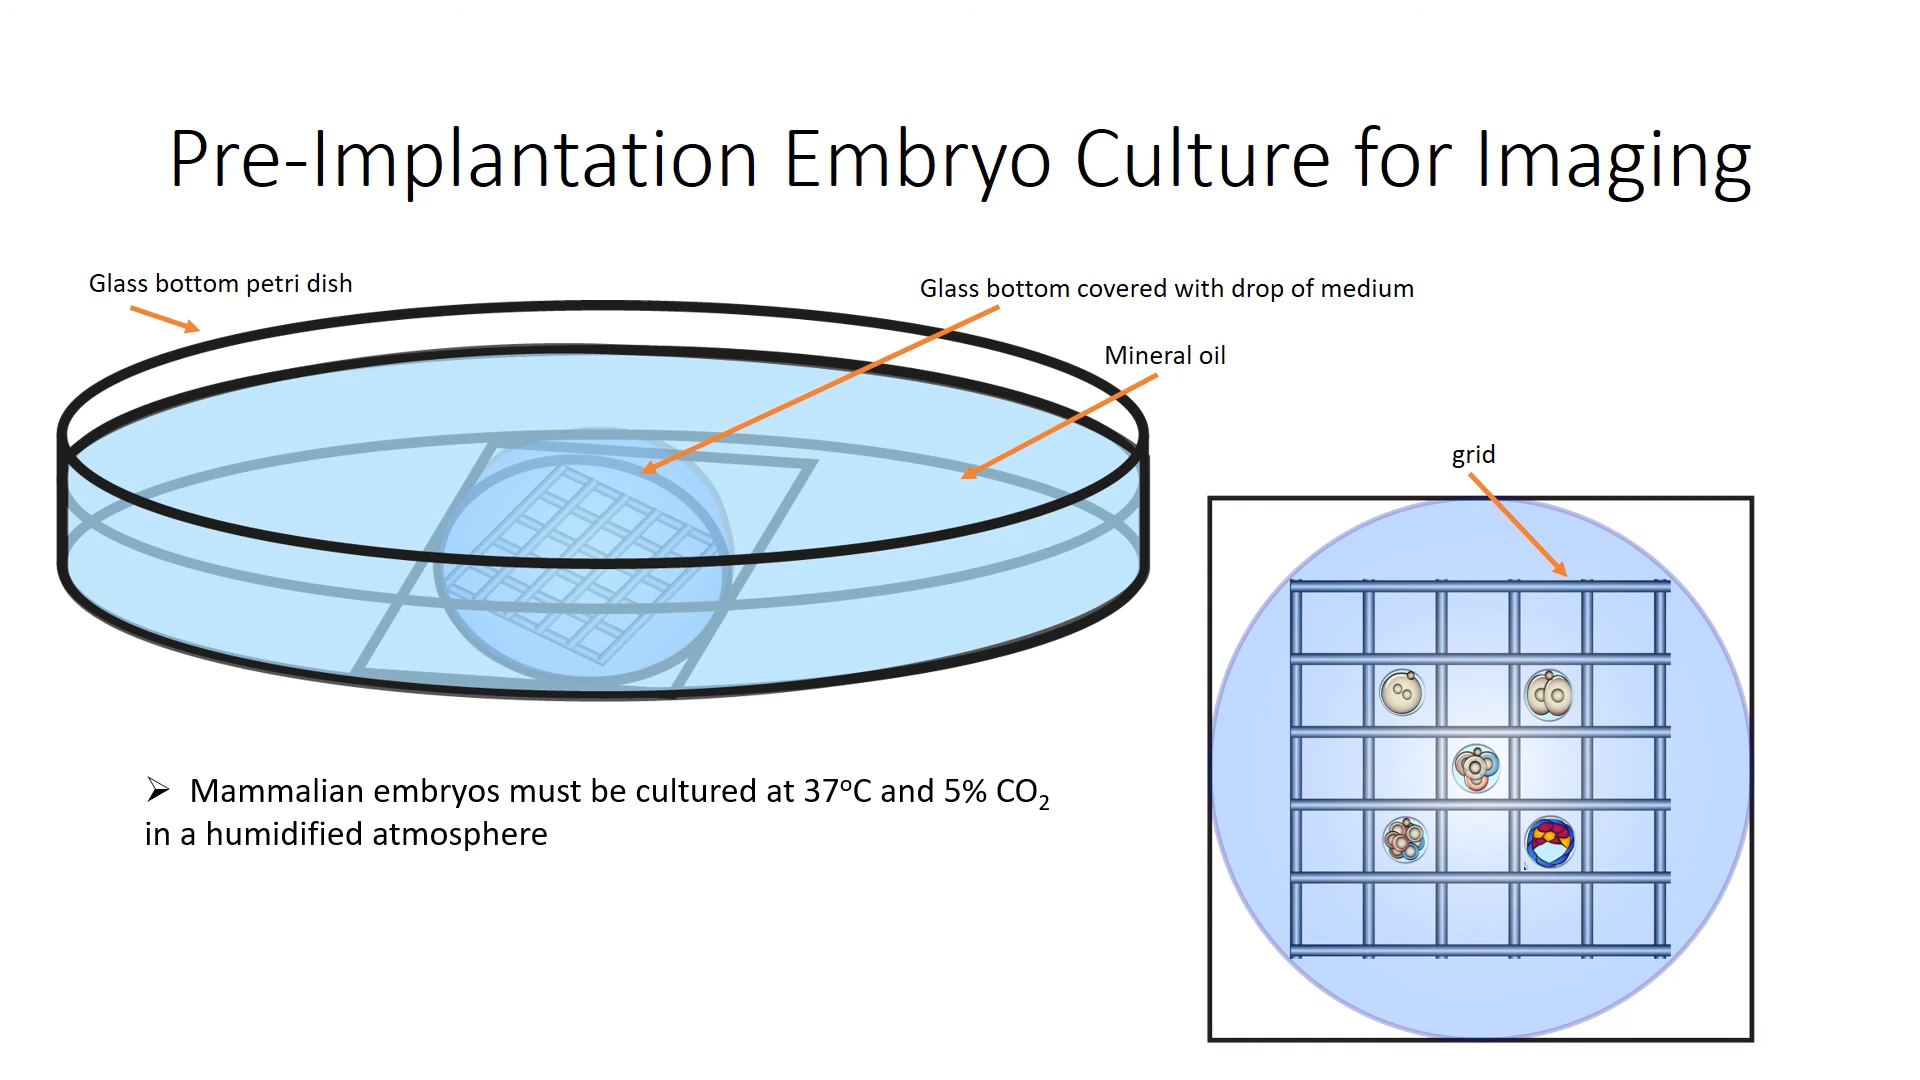 Pre-Implantation Embryo Culture for Imaging
Glass bottom petri dish
Glass bottom covered with drop of medium
Mineral oil
grid
➢ Mammalian embryos must be cultured at 37ºC and 5% CO₂
in a humidified atmosphere